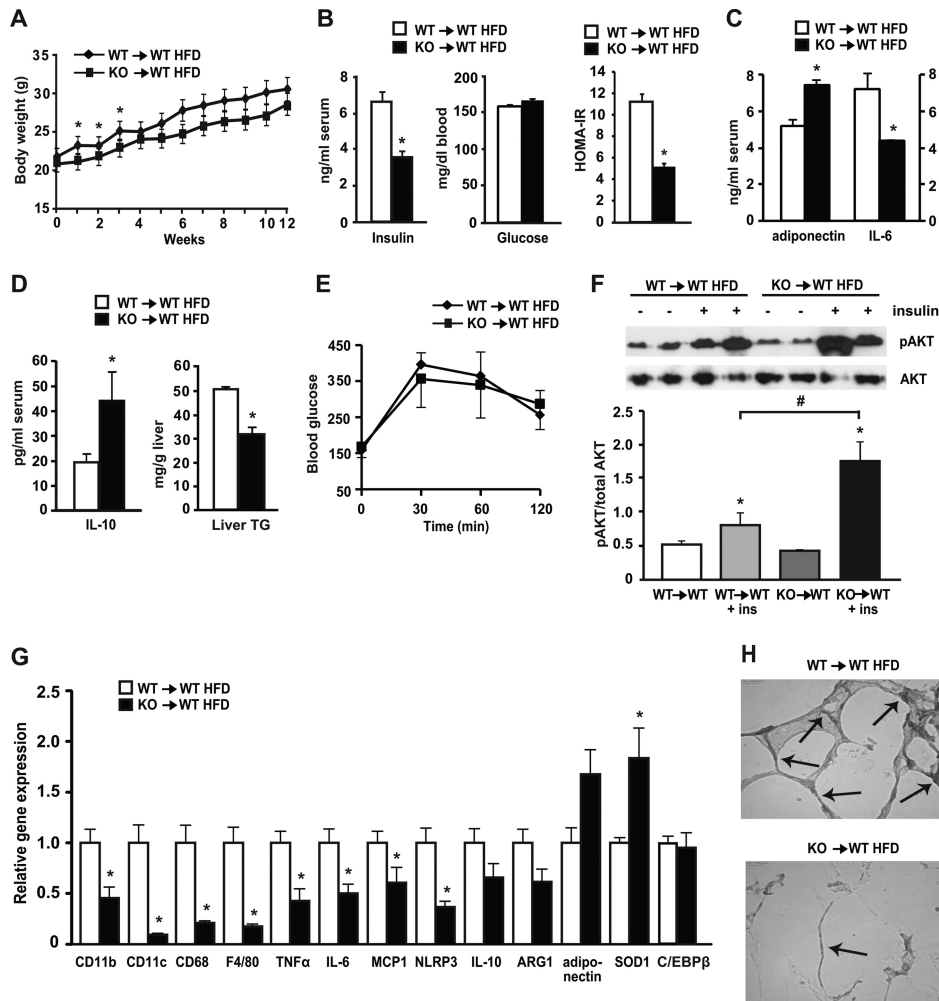 A
WT → WT HFD
KO → WT HFD
Body weight (g)
35
30
25
20
15
0 2 4 6 8 10 12
Weeks
* * *
B
WT → WT HFD
KO → WT HFD
ng/ml serum
8
6
4
2
0
*
Insulin
mg/dl blood
200
150
100
50
0
Glucose
WT → WT HFD
KO → WT HFD
HOMA-IR
12
10
8
6
4
2
0
*
C
WT → WT HFD
KO → WT HFD
ng/ml serum
10
8
6
4
2
0
*
*
8
6
4
2
0
adiponectin IL-6
D
WT → WT HFD
KO → WT HFD
pg/ml serum
60
50
40
30
20
10
0
*
IL-10
mg/g liver
60
50
40
30
20
10
0
*
Liver TG
E
WT → WT HFD
KO → WT HFD
Blood glucose
450
350
250
150
0 30 60 120
Time (min)
F
WT → WT HFD KO → WT HFD
- - + + - - + + insulin
pAKT
AKT
pAKT/total AKT
2.5
2.0
1.5
1.0
0.5
0
#
*
*
WT→WT WT→WT KO→WT KO→WT
+ ins + ins
G
WT → WT HFD
KO → WT HFD
Relative gene expression
2.5
2.0
1.5
1.0
0.5
0
* * * * * * * * *
CD11b CD11c CD68 F4/80 TNFα IL-6 MCP1 NLRP3 IL-10 ARG1 adipo- SOD1 C/EBPβ
nectin
H
WT → WT HFD
KO → WT HFD